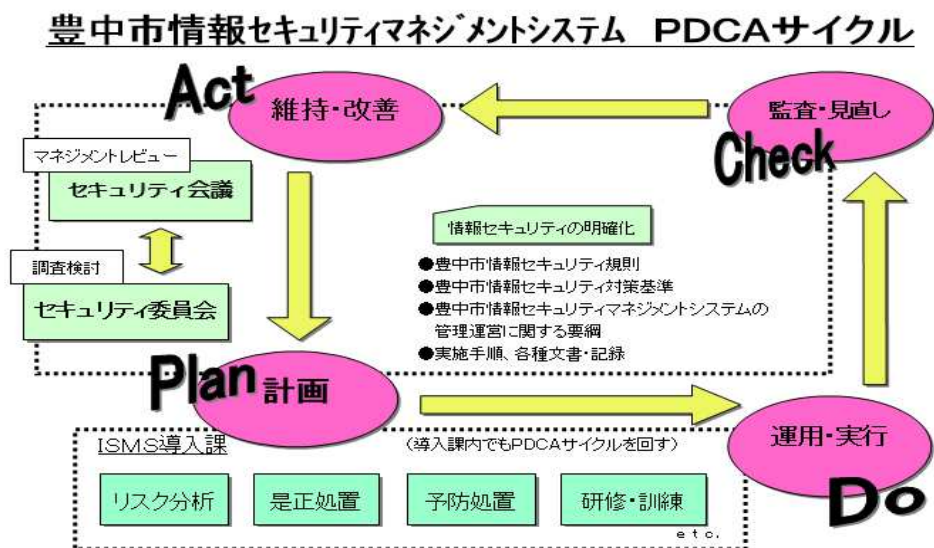 豊中市情報セキュリティマネジメントシステム PDCAサイクル
Act
維持・改善
監査・見直し
Check
マネジメントレビュー
セキュリティ会議
調査検討
セキュリティ委員会
情報セキュリティの明確化
●豊中市情報セキュリティ規則
●豊中市情報セキュリティ対策基準
●豊中市情報セキュリティマネジメントシステムの
管理運営に関する要綱
●実施手順、各種文書・記録
Plan
計画
運用・実行
Do
ISMS導入課
(導入課内でもPDCAサイクルを回す)
リスク分析
是正処置
予防処置
研修・訓練
etc.